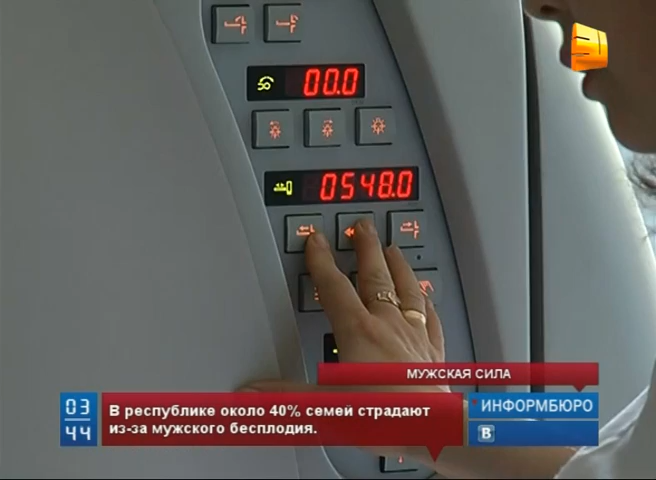 00.0
0548.0
МУЖСКАЯ СИЛА
03
44
В республике около 40% семей страдают
из-за мужского бесплодия.
ИНФОРМБЮРО
В